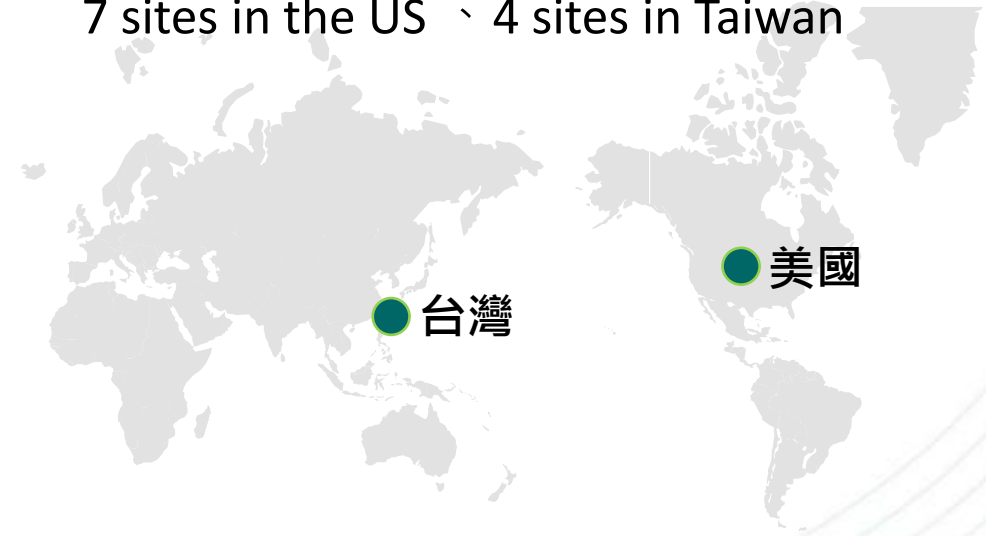 7 sites in the US 、4 sites in Taiwan
美國
台灣